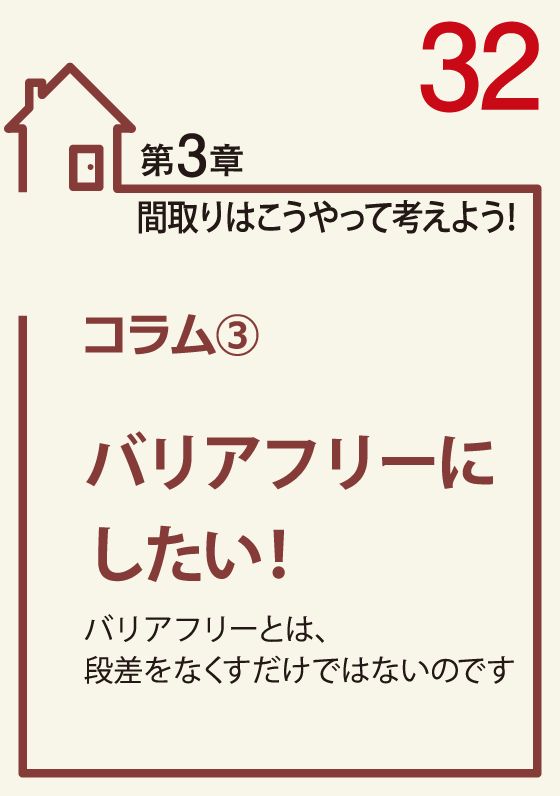 32
第3章
間取りはこうやって考えよう!
コラム③
バリアフリーに
したい!
バリアフリーとは、
段差をなくすだけではないのです